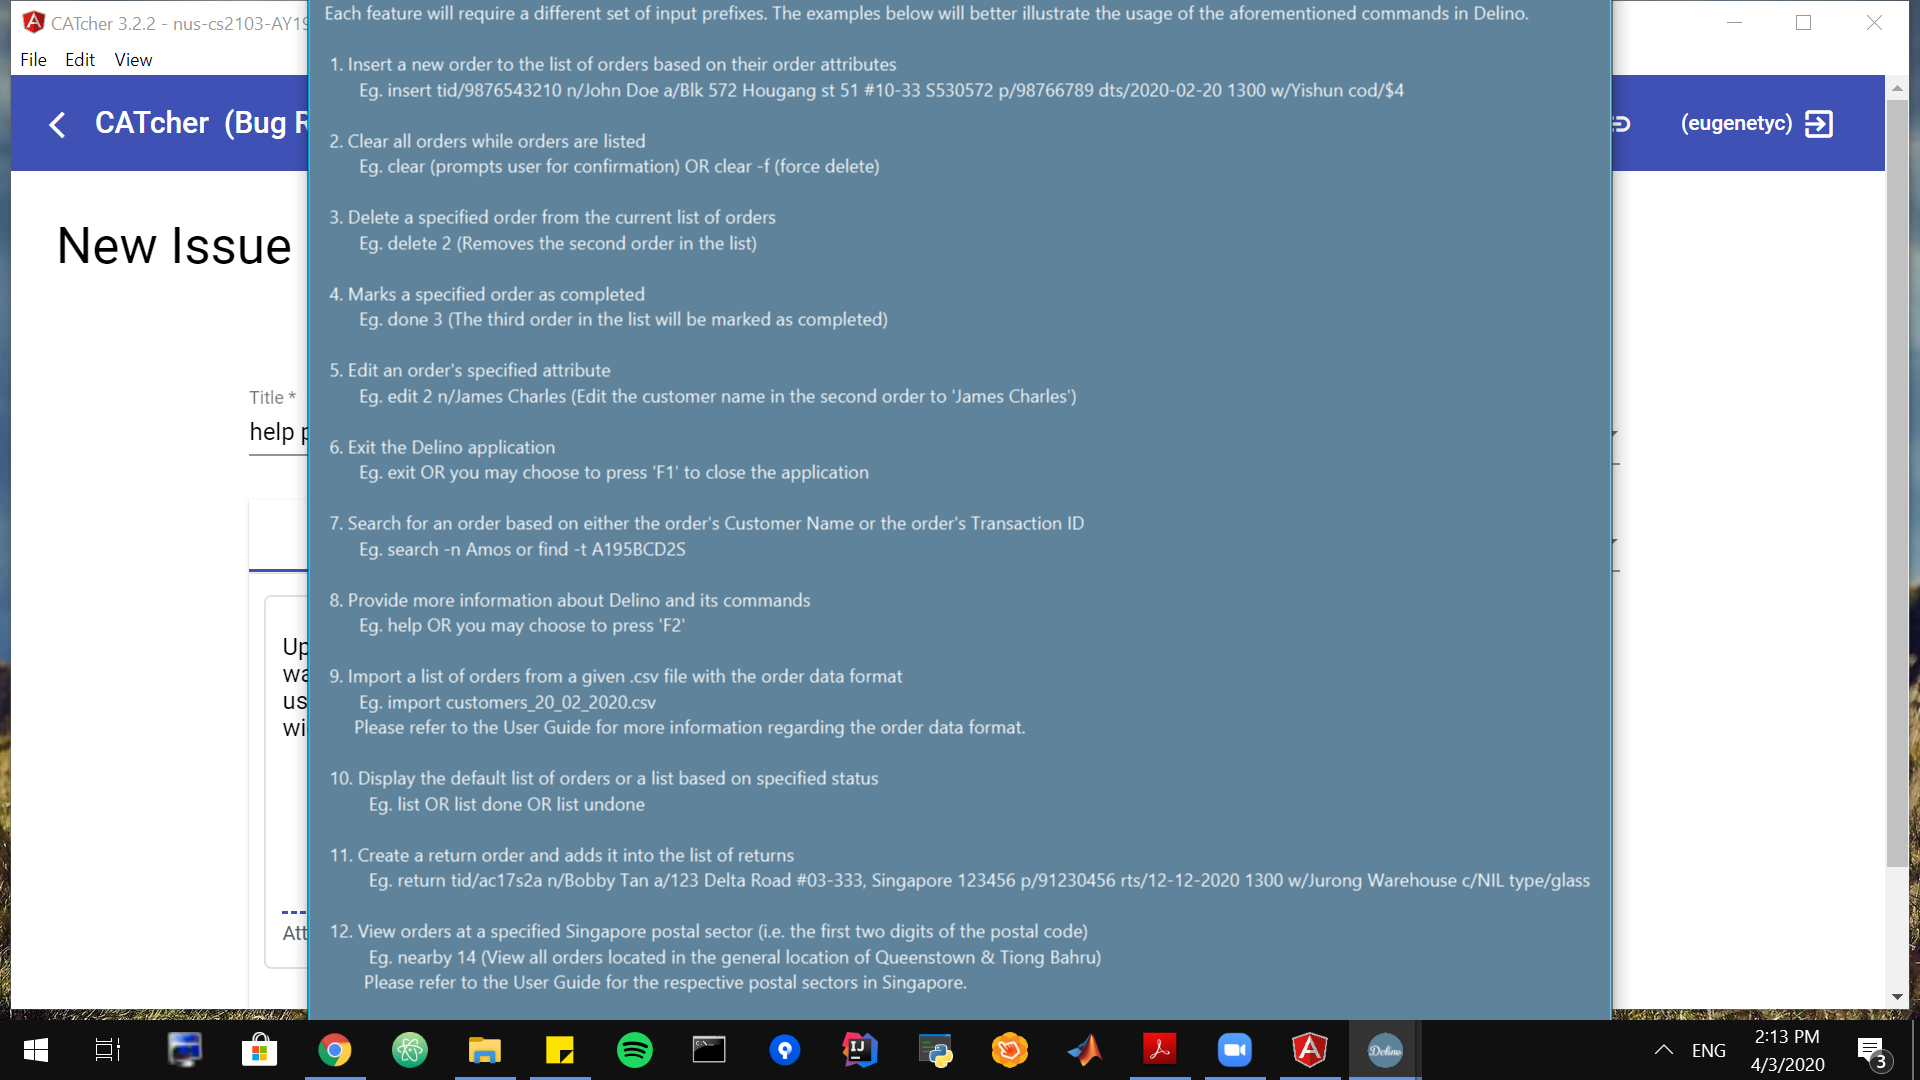 CATcher 3.2.2 - nus-cs2103-AY19
File Edit View
CATcher (Bug R
(eugenetyc)
New Issue
Title *
help p
Up
wa
us
wi
Att
Each feature will require a different set of input prefixes. The examples below will better illustrate the usage of the aforementioned commands in Delino.
1. Insert a new order to the list of orders based on their order attributes
Eg. insert tid/9876543210 n/John Doe a/Blk 572 Hougang st 51 #10-33 S530572 p/98766789 dts/2020-02-20 1300 w/Yishun cod/$4
2. Clear all orders while orders are listed
Eg. clear (prompts user for confirmation) OR clear -f (force delete)
3. Delete a specified order from the current list of orders
Eg. delete 2 (Removes the second order in the list)
4. Marks a specified order as completed
Eg. done 3 (The third order in the list will be marked as completed)
5. Edit an order's specified attribute
Eg. edit 2 n/James Charles (Edit the customer name in the second order to 'James Charles')
6. Exit the Delino application
Eg. exit OR you may choose to press 'F1' to close the application
7. Search for an order based on either the order's Customer Name or the order's Transaction ID
Eg. search -n Amos or find -t A195BCD2S
8. Provide more information about Delino and its commands
Eg. help OR you may choose to press 'F2'
9. Import a list of orders from a given .csv file with the order data format
Eg. import customers_20_02_2020.csv
Please refer to the User Guide for more information regarding the order data format.
10. Display the default list of orders or a list based on specified status
Eg. list OR list done OR list undone
11. Create a return order and adds it into the list of returns
Eg. return tid/ac17s2a n/Bobby Tan a/123 Delta Road #03-333, Singapore 123456 p/91230456 rts/12-12-2020 1300 w/Jurong Warehouse c/NIL type/glass
12. View orders at a specified Singapore postal sector (i.e. the first two digits of the postal code)
Eg. nearby 14 (View all orders located in the general location of Queenstown & Tiong Bahru)
Please refer to the User Guide for the respective postal sectors in Singapore.
IJ
Delino
ENG
2:13 PM
4/3/2020
3